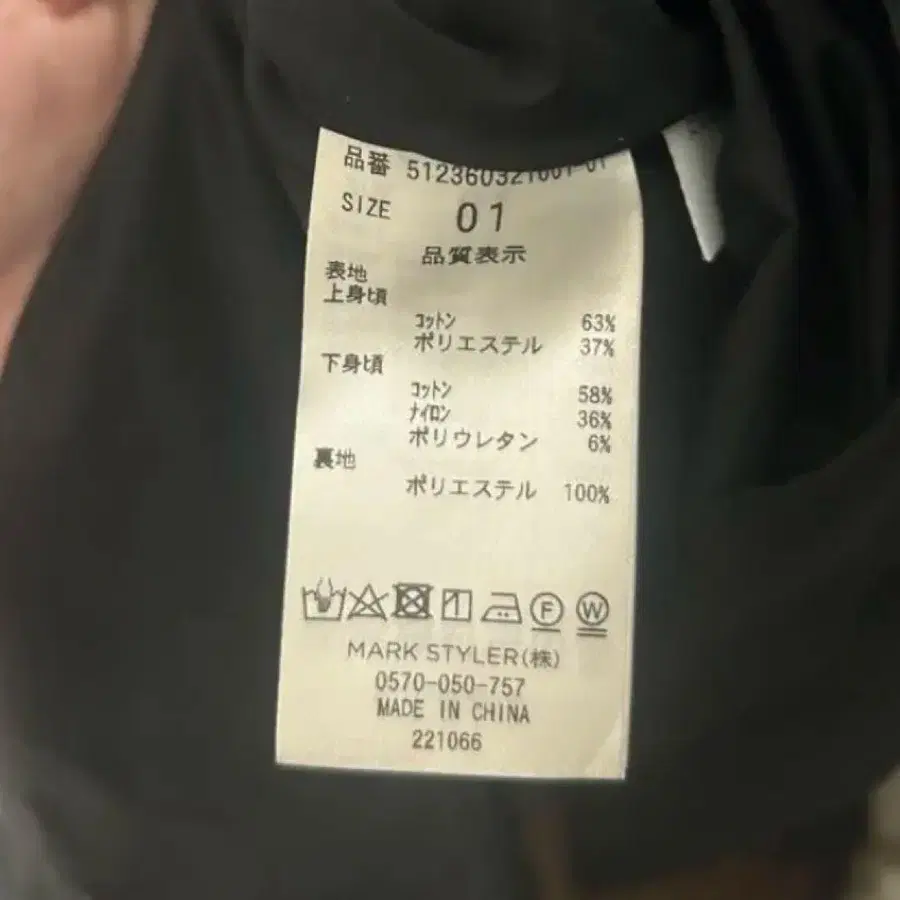 品番 512360321001-01
SIZE 01
品質表示
表地
上身頃
コットン 63%
ポリエステル 37%
下身頃
コットン 58%
ナイロン 36%
ポリウレタン 6%
裏地
ポリエステル 100%
F W
MARK STYLER(株)
0570-050-757
MADE IN CHINA
221066